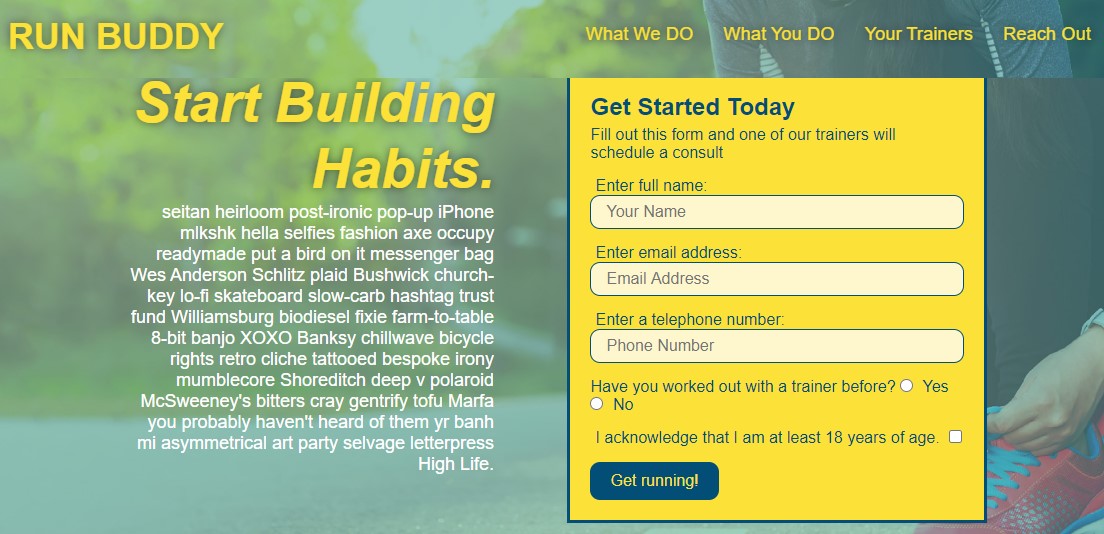 RUN BUDDY
What We DO What You DO Your Trainers Reach Out
Start Building
Habits.
seitan heirloom post-ironic pop-up iPhone
mlkshk hella selfies fashion axe occupy
readymade put a bird on it messenger bag
Wes Anderson Schlitz plaid Bushwick church-
key lo-fi skateboard slow-carb hashtag trust
fund Williamsburg biodiesel fixie farm-to-table
8-bit banjo XOXO Banksy chillwave bicycle
rights retro cliche tattooed bespoke irony
mumblecore Shoreditch deep v polaroid
McSweeney's bitters cray gentrify tofu Marfa
you probably haven't heard of them yr banh
mi asymmetrical art party selvage letterpress
High Life.
Get Started Today
Fill out this form and one of our trainers will
schedule a consult
Enter full name:
Your Name
Enter email address:
Email Address
Enter a telephone number:
Phone Number
Have you worked out with a trainer before? Yes
No
I acknowledge that I am at least 18 years of age.
Get running!